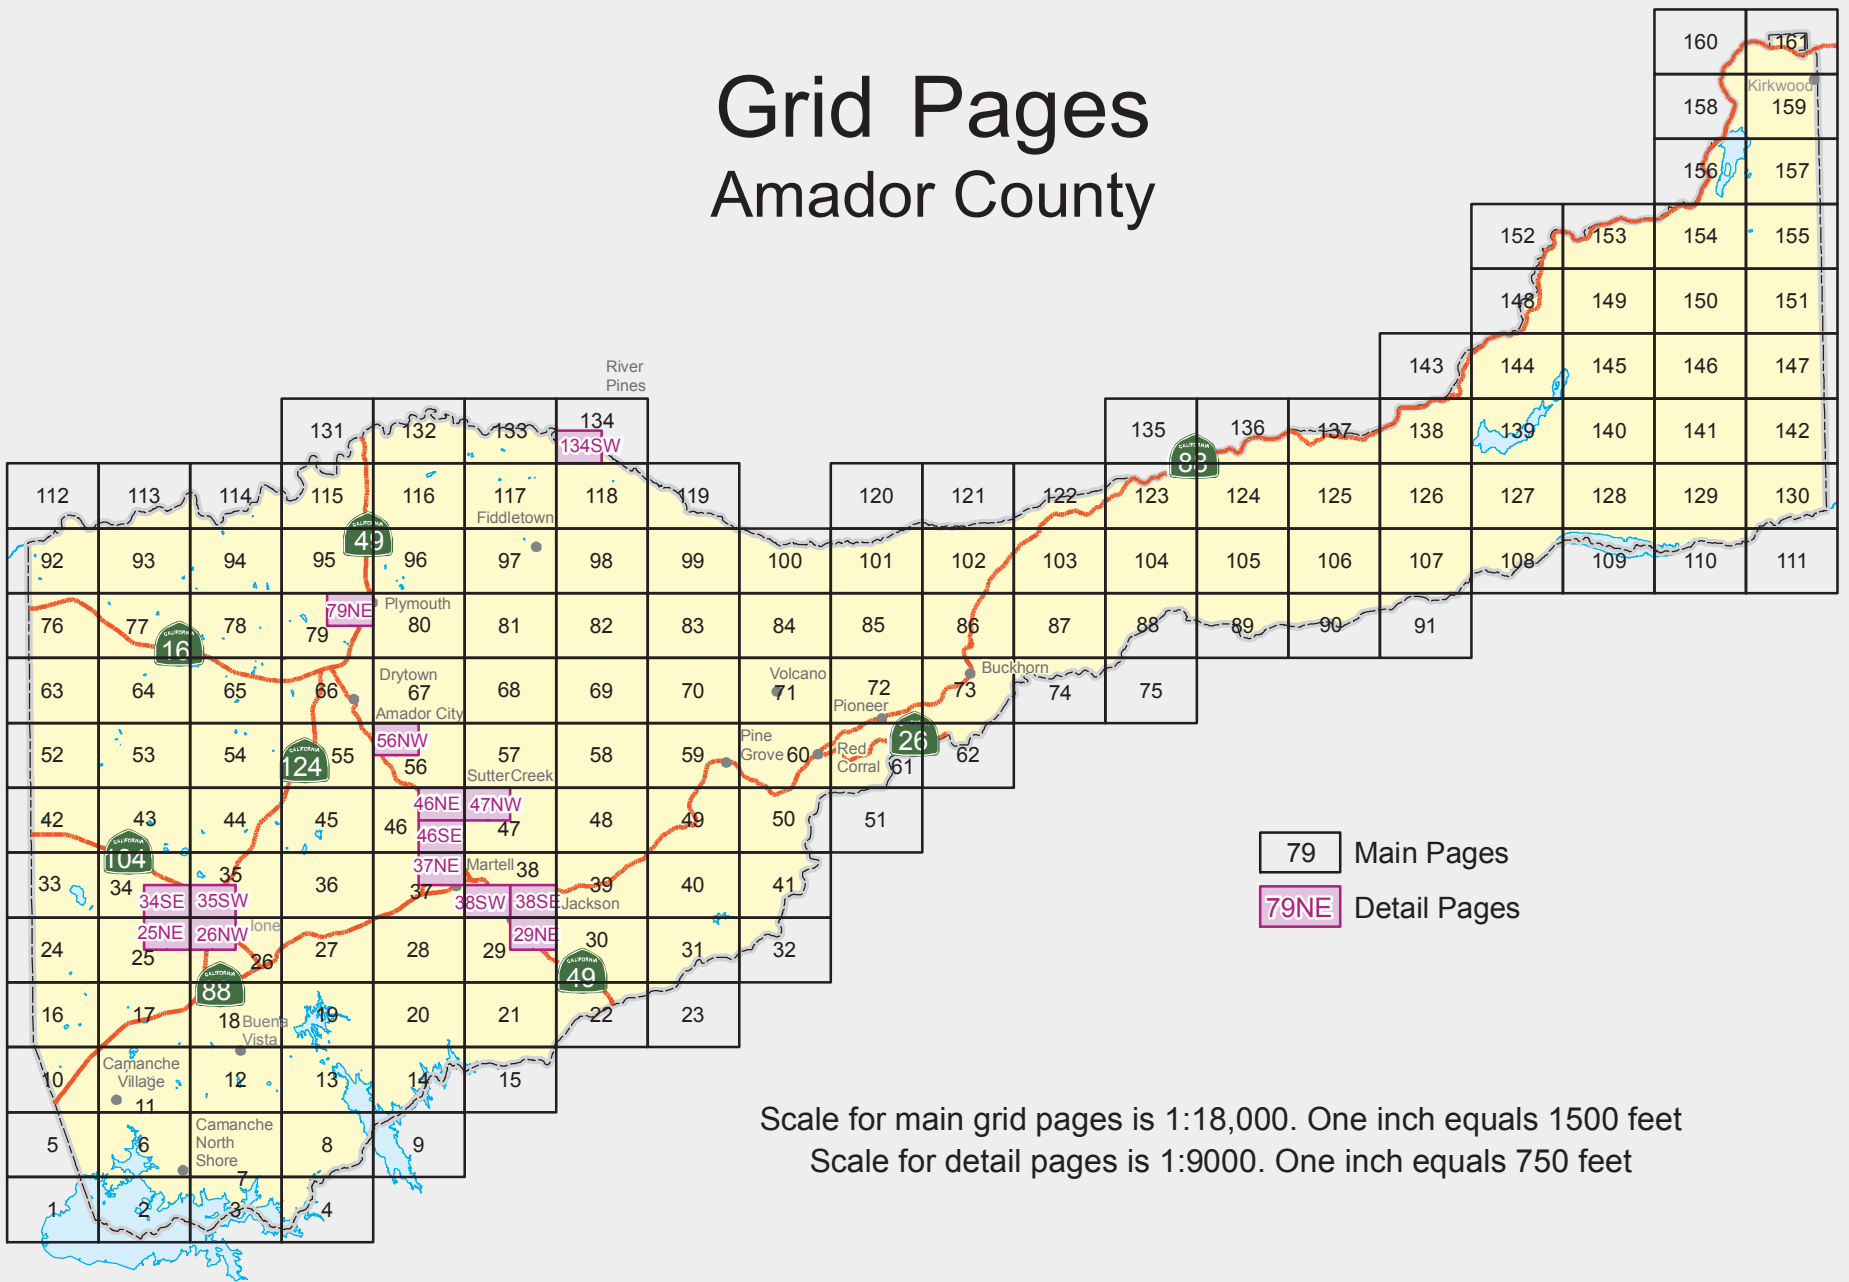 Grid Pages
Amador County
160 161
Kirkwood
158 159
156 157
152 153 154 155
148 149 150 151
River
Pines
143 144 145 146 147
131 132 133 134
134SW
135 136 137 138 139 140 141 142
CALIFORNIA
88
112 113 114 115 116 117 118 119 120 121 122 123 124 125 126 127 128 129 130
Fiddletown
CALIFORNIA
49
92 93 94 95 96 97 98 99 100 101 102 103 104 105 106 107 108 109 110 111
79NE
Plymouth
76 77 78 79 80 81 82 83 84 85 86 87 88 89 90 91
CALIFORNIA
16
Drytown
Volcano
Buckhorn
63 64 65 66 67 68 69 70 71 72 73 74 75
Amador City
Pioneer
56NW
52 53 54 55 56 57 58 59 60 61 62
Pine
Grove
Red
Corral
CALIFORNIA
26
CALIFORNIA
124
Sutter Creek
46NE 47NW
42 43 44 45 46 47 48 49 50 51
46SE
CALIFORNIA
104
37NE
Martell
33 34 35 36 37 38 39 40 41
34SE 35SW 38SW 38SE
Jackson
25NE 26NW
Ione
29NE
24 25 26 27 28 29 30 31 32
CALIFORNIA
88
CALIFORNIA
49
16 17 18 19 20 21 22 23
Buena
Vista
Camanche
Village
10 11 12 13 14 15
Camanche
North
Shore
5 6 7 8 9
1 2 3 4
79 Main Pages
79NE Detail Pages
Scale for main grid pages is 1:18,000. One inch equals 1500 feet
Scale for detail pages is 1:9000. One inch equals 750 feet